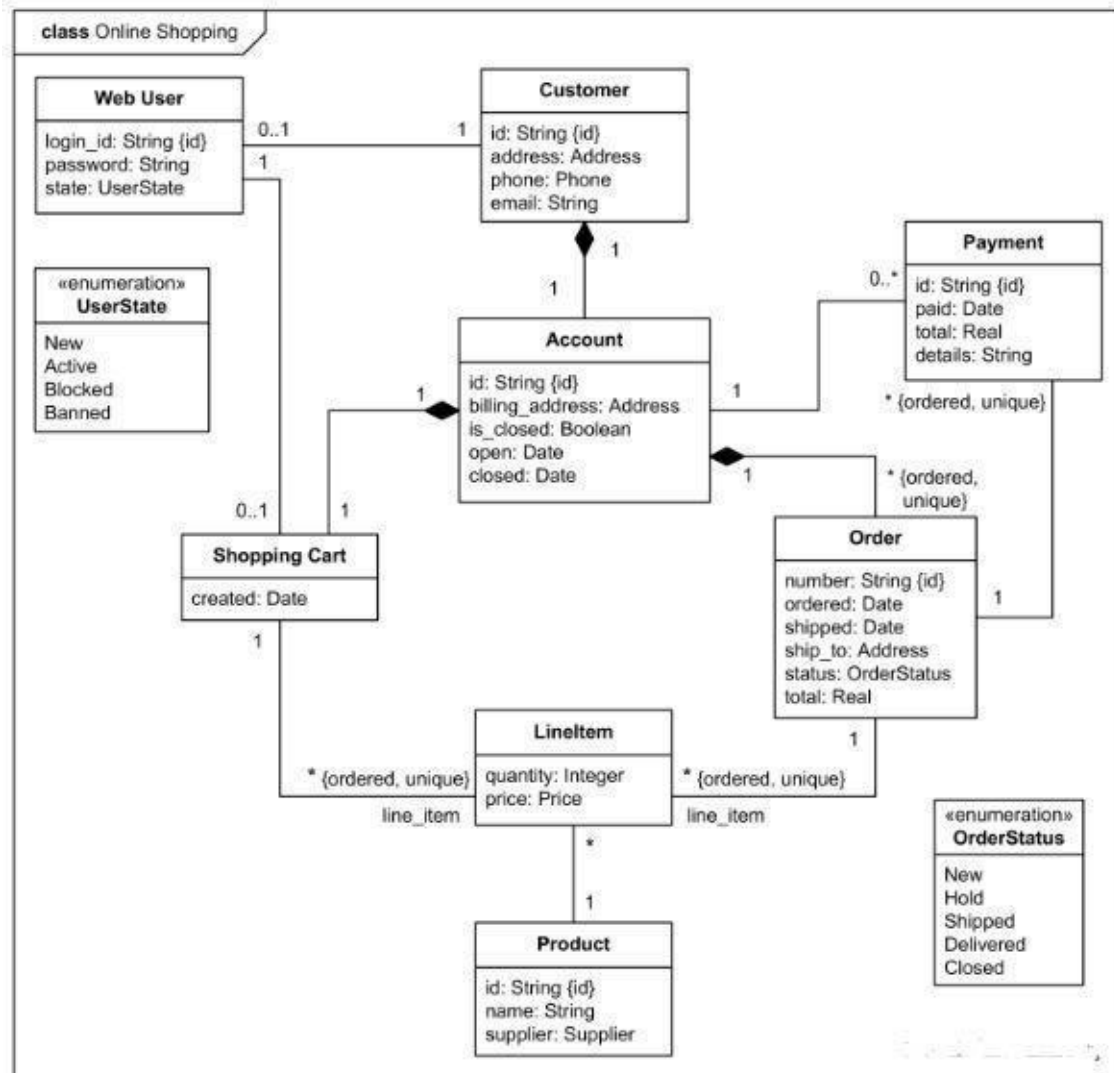 class Online Shopping
Web User
login_id: String {id}
password: String
state: UserState
0..1
1
1
Customer
id: String {id}
address: Address
phone: Phone
email: String
1
1
«enumeration»
UserState
New
Active
Blocked
Banned
Payment
id: String {id}
paid: Date
total: Real
details: String
0..*
1
* {ordered, unique}
Account
id: String {id}
billing_address: Address
is_closed: Boolean
open: Date
closed: Date
1
1
* {ordered,
unique}
0..1
1
Shopping Cart
created: Date
1
Order
number: String {id}
ordered: Date
shipped: Date
ship_to: Address
status: OrderStatus
total: Real
1
1
LineItem
quantity: Integer
price: Price
* {ordered, unique}
line_item
* {ordered, unique}
line_item
*
1
Product
id: String {id}
name: String
supplier: Supplier
«enumeration»
OrderStatus
New
Hold
Shipped
Delivered
Closed